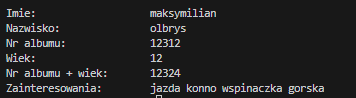 Imie: maksymilian
Nazwisko: olbrys
Nr albumu: 12312
Wiek: 12
Nr albumu + wiek: 12324
Zainteresowania: jazda konno wspinaczka gorska